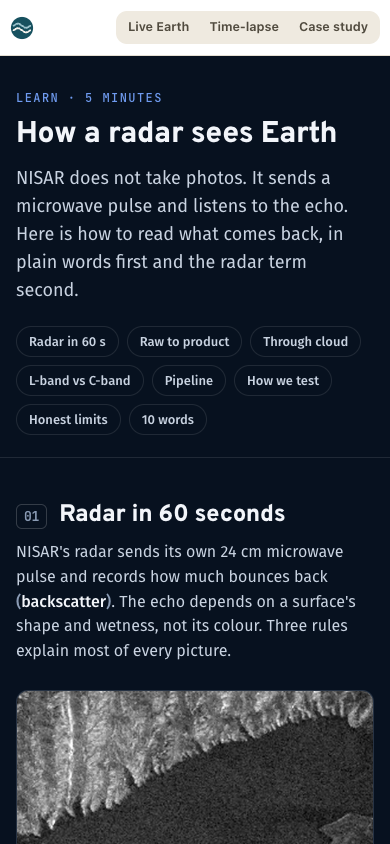 Live Earth Time-lapse Case study
LEARN · 5 MINUTES
How a radar sees Earth
NISAR does not take photos. It sends a
microwave pulse and listens to the echo.
Here is how to read what comes back, in
plain words first and the radar term
second.
Radar in 60 s Raw to product Through cloud
L-band vs C-band Pipeline How we test
Honest limits 10 words
01 Radar in 60 seconds
NISAR's radar sends its own 24 cm microwave
pulse and records how much bounces back
(backscatter). The echo depends on a surface's
shape and wetness, not its colour. Three rules
explain most of every picture.